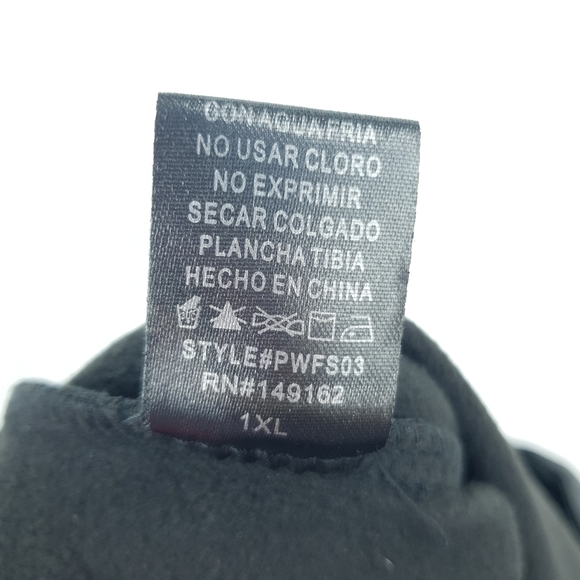 CON AGUA FRIA
NO USAR CLORO
NO EXPRIMIR
SECAR COLGADO
PLANCHA TIBIA
HECHO EN CHINA
STYLE#PWFS03
RN#149162
1XL